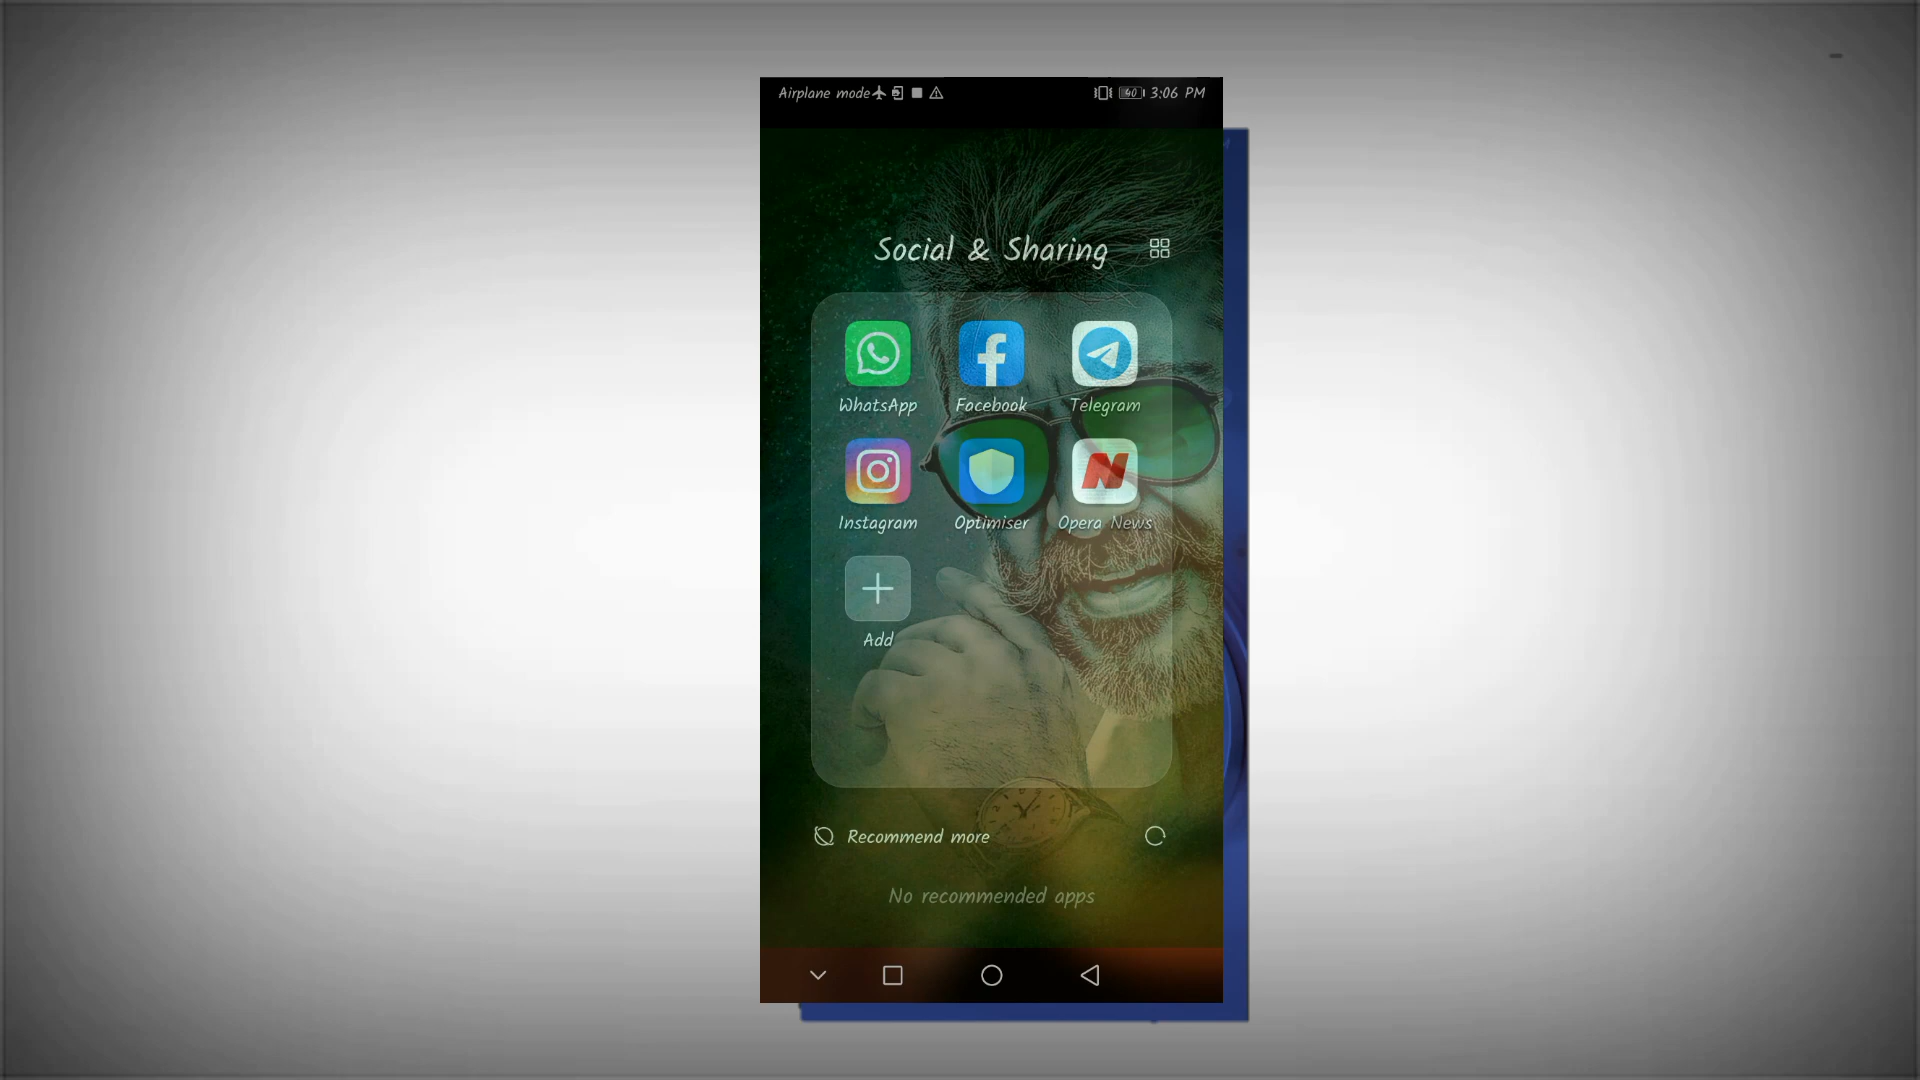 Airplane mode 40 3:06 PM
Social & Sharing
WhatsApp Facebook Telegram
Instagram Optimiser Opera News
Add
Recommend more
No recommended apps